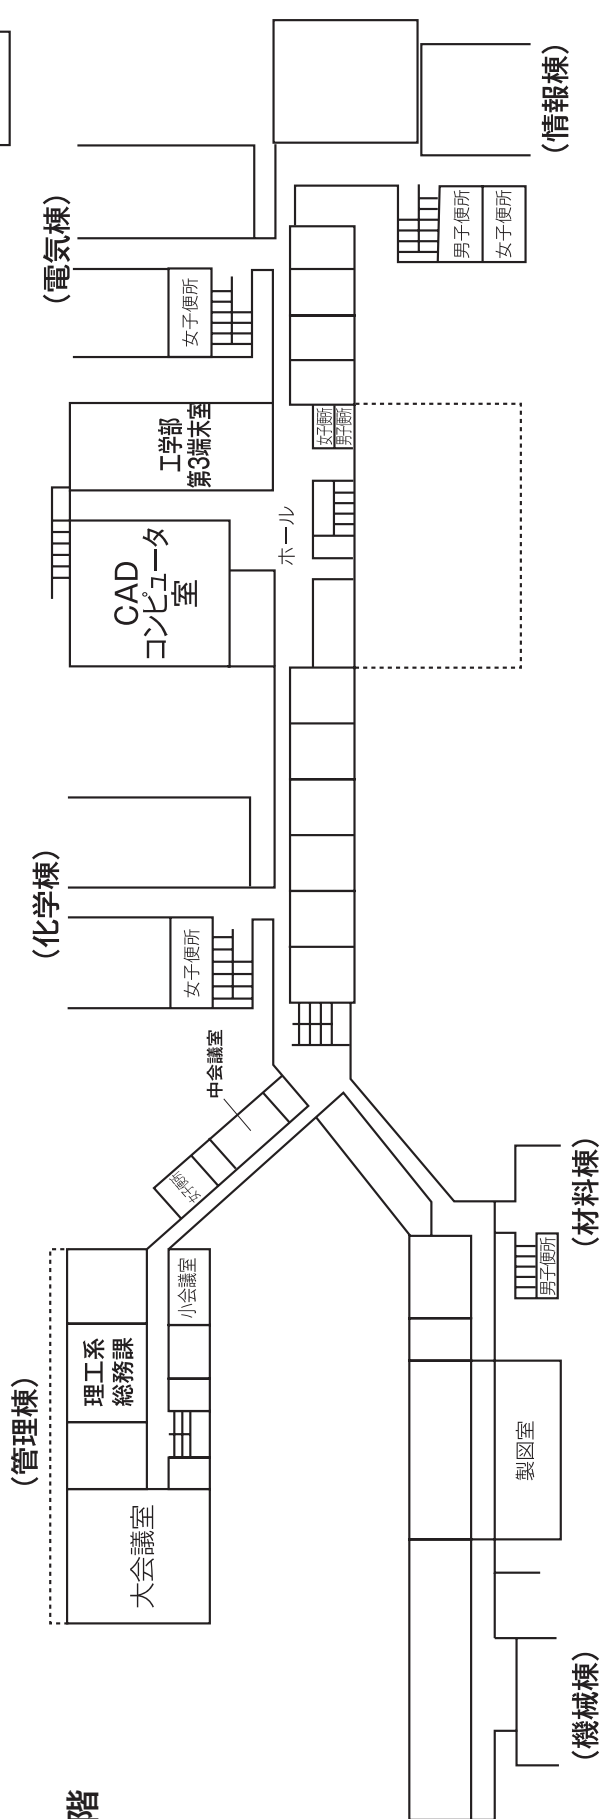 （情報棟）
男子便所
女子便所
（電気棟）
女子便所
工学部
第3端末室
女子便所
男子便所
ホール
CAD
コンピュータ
室
（化学棟）
女子便所
中会議室
女子便所
（材料棟）
男子便所
小会議室
理工系
総務課
（管理棟）
製図室
大会議室
（機械棟）
階